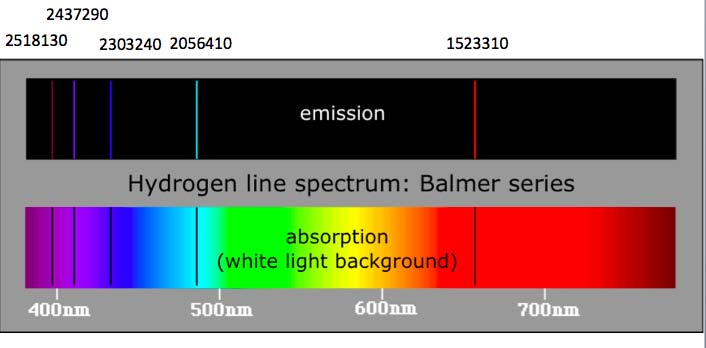 2437290
2518130 2303240 2056410 1523310
emission
Hydrogen line spectrum: Balmer series
absorption
(white light background)
400nm 500nm 600nm 700nm